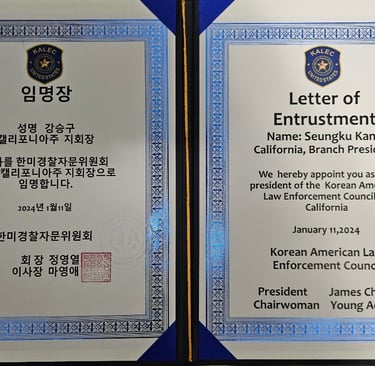 KALEC
UNITED STATES
임명장
성명 강승구
캘리포니아주 지회장
한미경찰자문위원회
캘리포니아주 지회장으로
임명합니다.
2024년 1월11일
한미경찰자문위원회
회 장 정영열
이사장 마영애
KALEC
UNITED STATES
Letter of
Entrustment
Name: Seungku Kan
California, Branch Presi
We hereby appoint you as
president of the Korean Ame
Law Enforcement Council
California
January 11,2024
Korean American La
Enforcement Counc
President James Ch
Chairwoman Young A